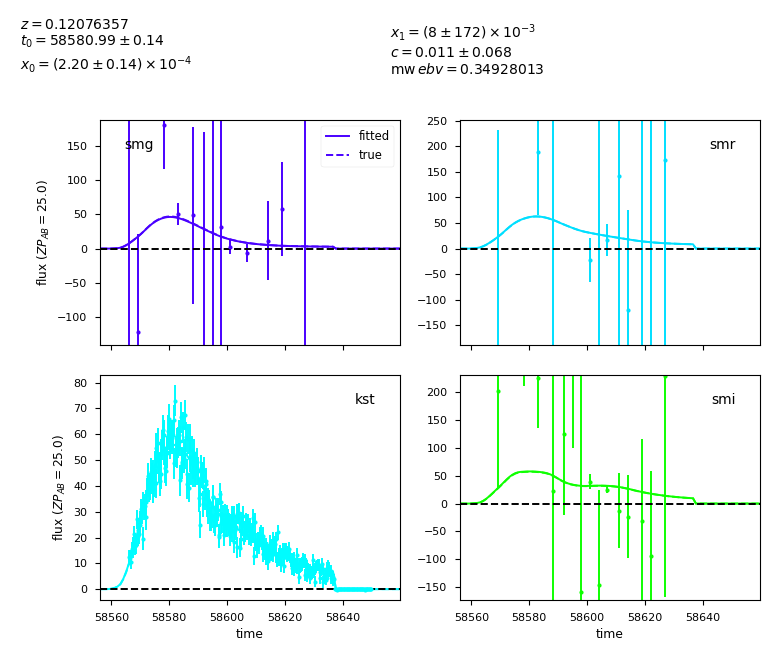 z = 0.12076357
t₀ = 58580.99 ± 0.14
x₀ = (2.20 ± 0.14) × 10⁻⁴
x₁ = (8 ± 172) × 10⁻³
c = 0.011 ± 0.068
mw ebv = 0.34928013
smg
fitted
true
150
100
50
0
−50
−100
flux (ZP_AB = 25.0)
smr
250
200
150
100
50
0
−50
−100
−150
kst
80
70
60
50
40
30
20
10
0
flux (ZP_AB = 25.0)
58560 58580 58600 58620 58640
time
smi
200
150
100
50
0
−50
−100
−150
58560 58580 58600 58620 58640
time